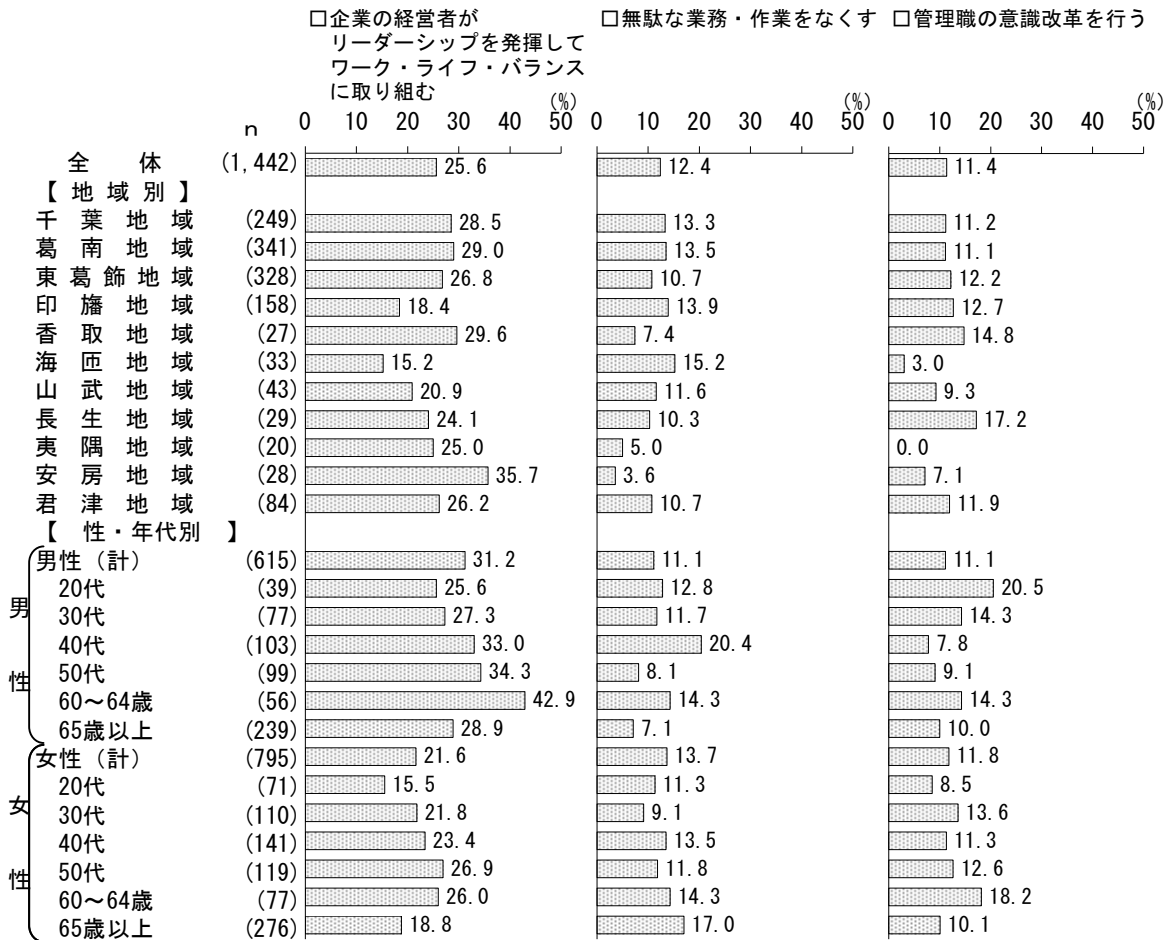 □企業の経営者が
リーダーシップを発揮して
ワーク・ライフ・バランス
に取り組む
□無駄な業務・作業をなくす
□管理職の意識改革を行う
(%) (%) (%)
n 0 10 20 30 40 50 0 10 20 30 40 50 0 10 20 30 40 50
全体 (1,442) 25.6 12.4 11.4
【地域別】
千葉地域 (249) 28.5 13.3 11.2
葛南地域 (341) 29.0 13.5 11.1
東葛飾地域 (328) 26.8 10.7 12.2
印旛地域 (158) 18.4 13.9 12.7
香取地域 (27) 29.6 7.4 14.8
海匝地域 (33) 15.2 15.2 3.0
山武地域 (43) 20.9 11.6 9.3
長生地域 (29) 24.1 10.3 17.2
夷隅地域 (20) 25.0 5.0 0.0
安房地域 (28) 35.7 3.6 7.1
君津地域 (84) 26.2 10.7 11.9
【 性・年代別 】
男性
男性(計) (615) 31.2 11.1 11.1
20代 (39) 25.6 12.8 20.5
30代 (77) 27.3 11.7 14.3
40代 (103) 33.0 20.4 7.8
50代 (99) 34.3 8.1 9.1
60～64歳 (56) 42.9 14.3 14.3
65歳以上 (239) 28.9 7.1 10.0
女性
女性(計) (795) 21.6 13.7 11.8
20代 (71) 15.5 11.3 8.5
30代 (110) 21.8 9.1 13.6
40代 (141) 23.4 13.5 11.3
50代 (119) 26.9 11.8 12.6
60～64歳 (77) 26.0 14.3 18.2
65歳以上 (276) 18.8 17.0 10.1